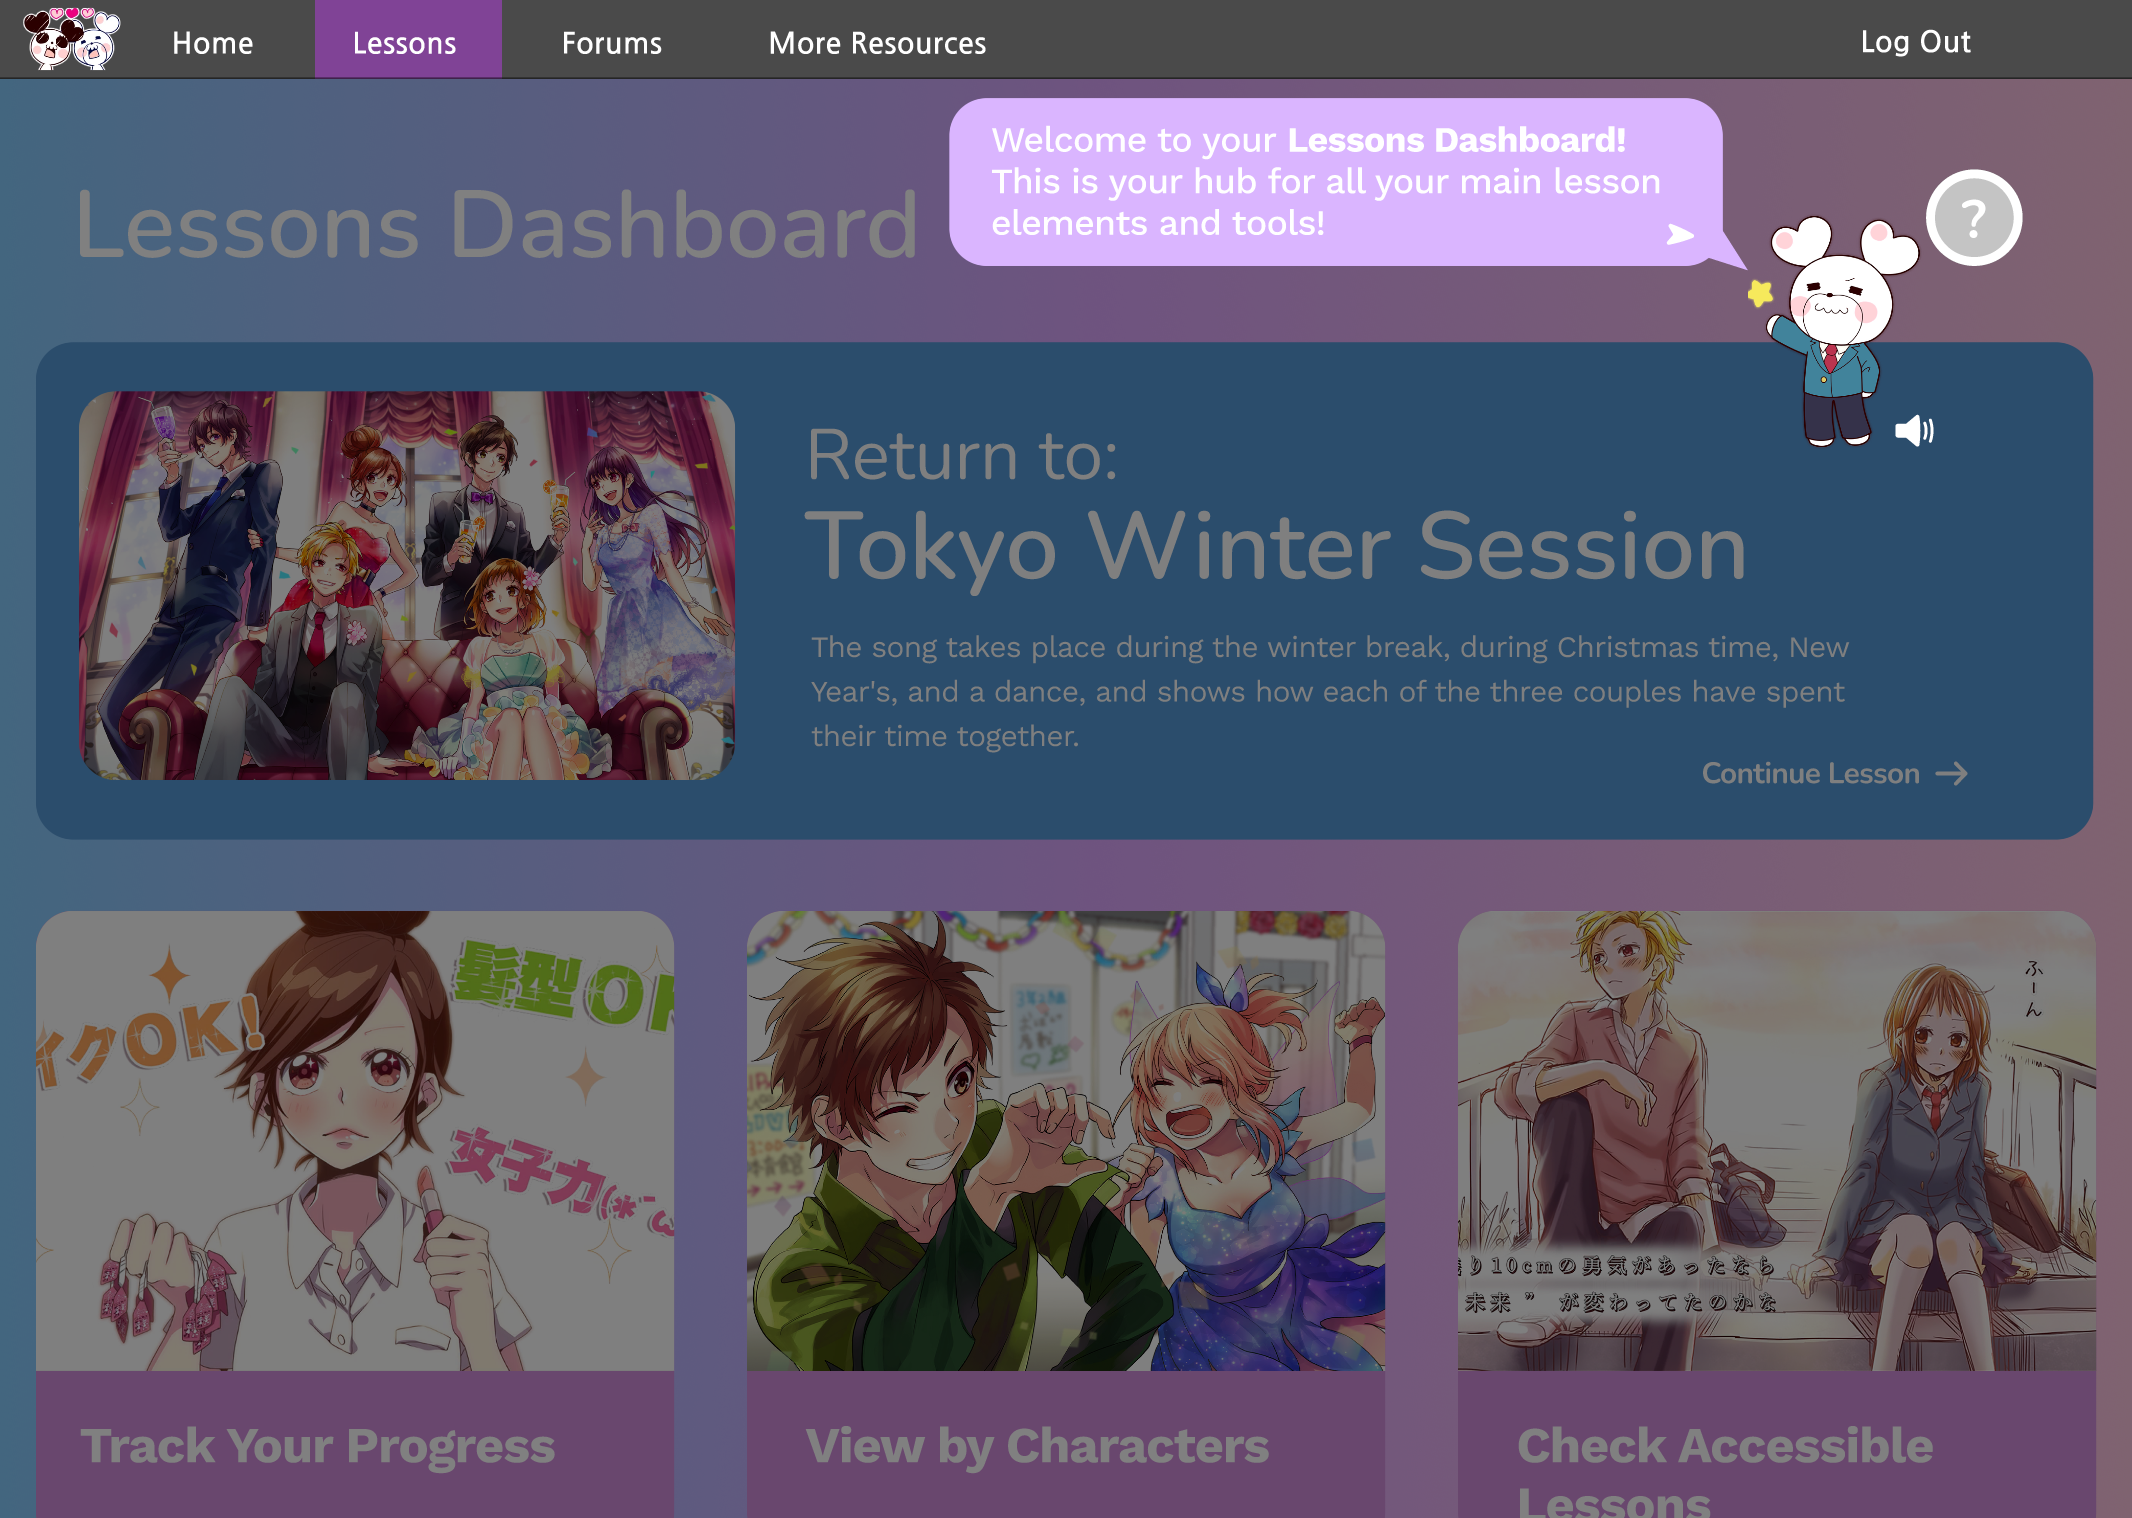 Home
Lessons
Forums
More Resources
Log Out
Welcome to your Lessons Dashboard!
This is your hub for all your main lesson
elements and tools!
?
Lessons Dashboard
Return to:
Tokyo Winter Session
The song takes place during the winter break, during Christmas time, New
Year's, and a dance, and shows how each of the three couples have spent
their time together.
Continue Lesson
イクOK!
髪型OK
女子力(*´ω
ふーん
り10cmの勇気があったなら
未来 ” が変わってたのかな
Track Your Progress
View by Characters
Check Accessible
Lessons